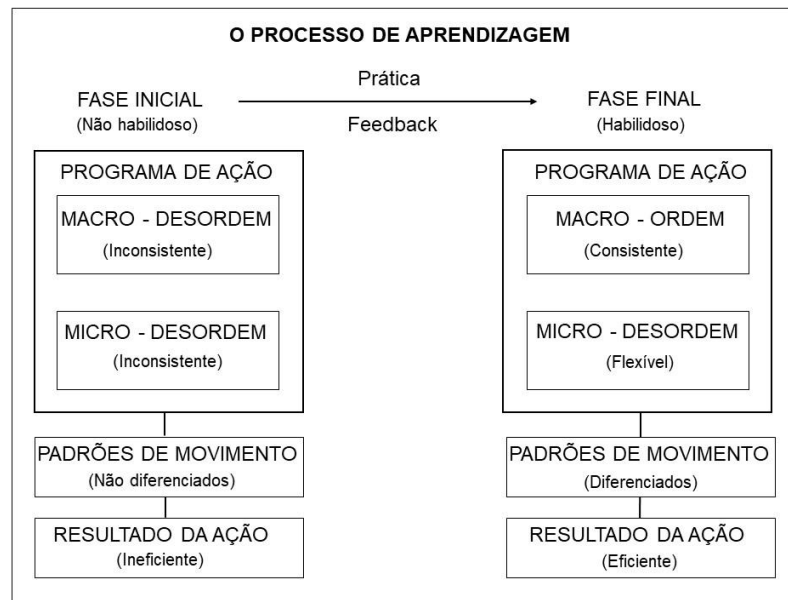 O PROCESSO DE APRENDIZAGEM
FASE INICIAL
(Não habilidoso)
Prática
Feedback
FASE FINAL
(Habilidoso)
PROGRAMA DE AÇÃO
MACRO - DESORDEM
(Inconsistente)
MICRO - DESORDEM
(Inconsistente)
PADRÕES DE MOVIMENTO
(Não diferenciados)
RESULTADO DA AÇÃO
(Ineficiente)
PROGRAMA DE AÇÃO
MACRO - ORDEM
(Consistente)
MICRO - DESORDEM
(Flexível)
PADRÕES DE MOVIMENTO
(Diferenciados)
RESULTADO DA AÇÃO
(Eficiente)